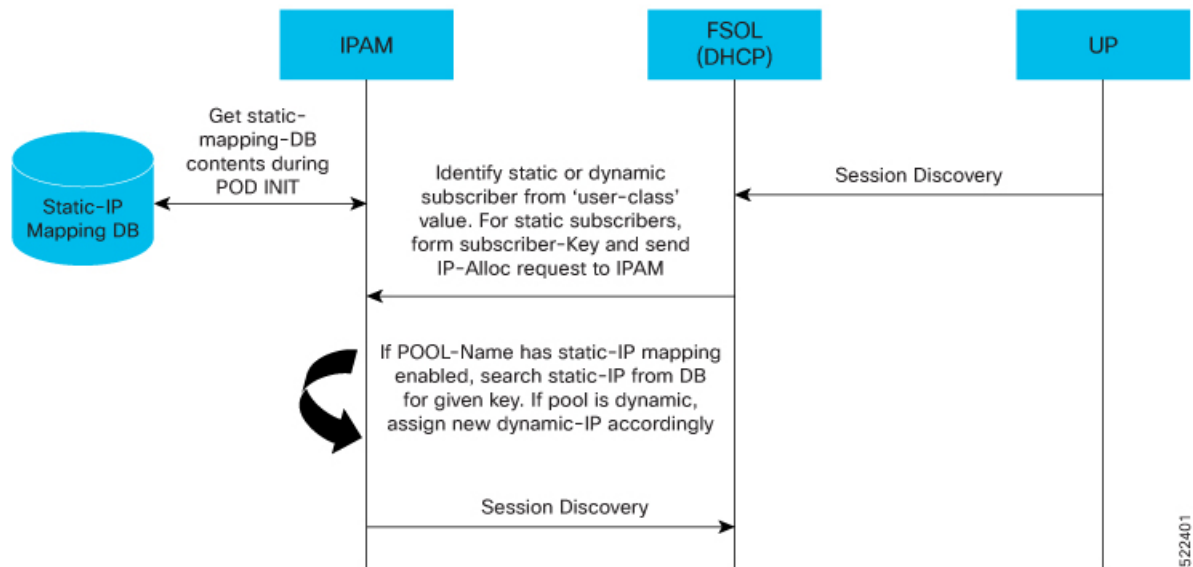 IPAM
FSOL
(DHCP)
UP
Get static-
mapping-DB
contents during
POD INIT
Static-IP
Mapping DB
Session Discovery
Identify static or dynamic
subscriber from ‘user-class’
value. For static subscribers,
form subscriber-Key and send
IP-Alloc request to IPAM
If POOL-Name has static-IP mapping
enabled, search static-IP from DB
for given key. If pool is dynamic,
assign new dynamic-IP accordingly
Session Discovery
522401